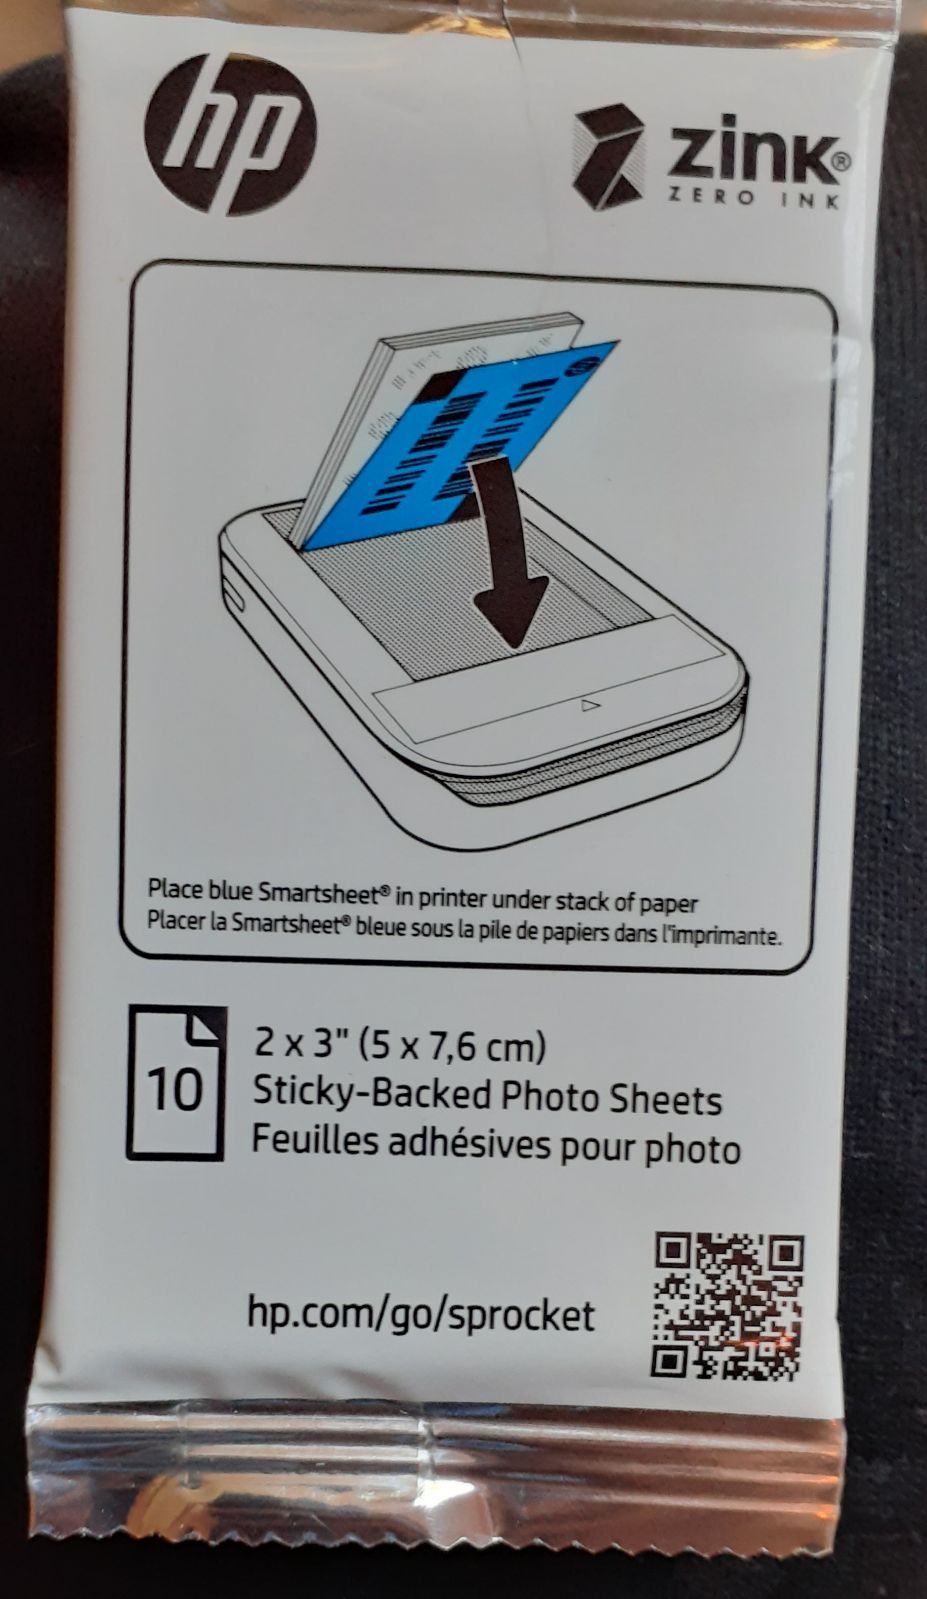 hp
ZINK®
ZERO INK
Place blue Smartsheet® in printer under stack of paper
Placer la Smartsheet® bleue sous la pile de papiers dans l'imprimante.
10
2 x 3" (5 x 7,6 cm)
Sticky-Backed Photo Sheets
Feuilles adhésives pour photo
hp.com/go/sprocket